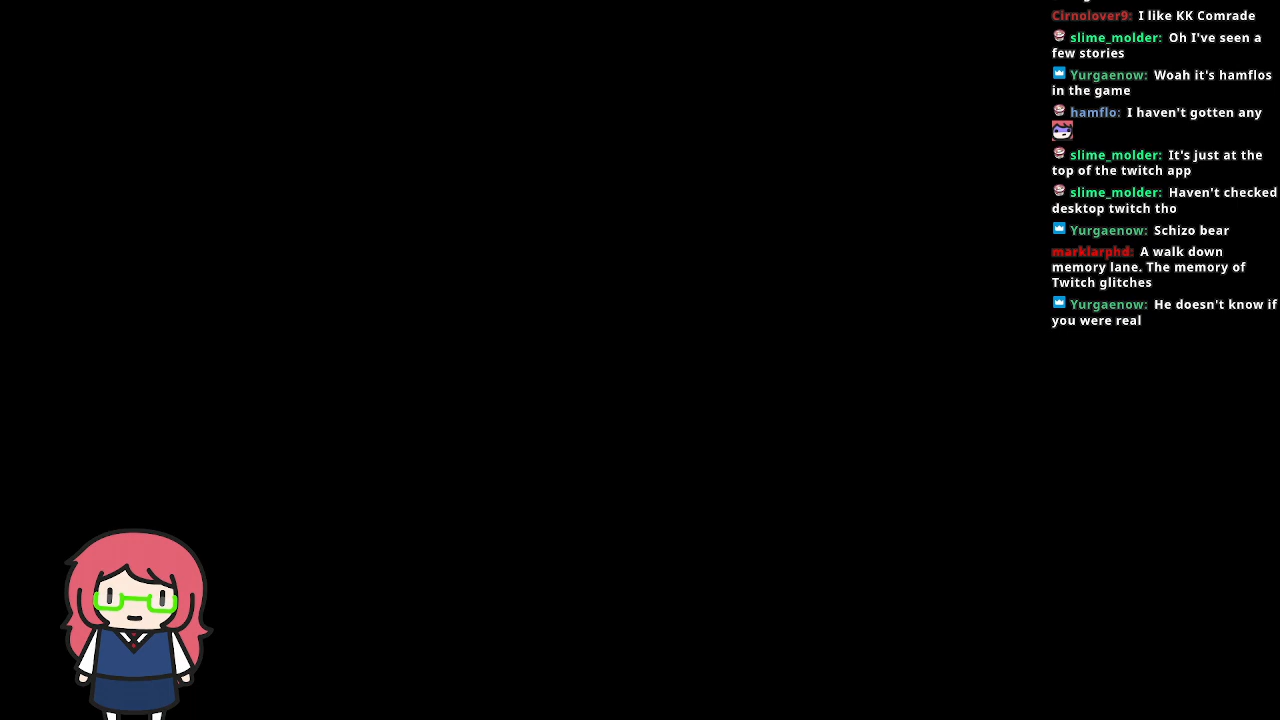 Cirnolover9: I like KK Comrade
slime_molder: Oh I've seen a
few stories
Yurgaenow: Woah it's hamflos
in the game
hamflo: I haven't gotten any
slime_molder: It's just at the
top of the twitch app
slime_molder: Haven't checked
desktop twitch tho
Yurgaenow: Schizo bear
marklarphd: A walk down
memory lane. The memory of
Twitch glitches
Yurgaenow: He doesn't know if
you were real